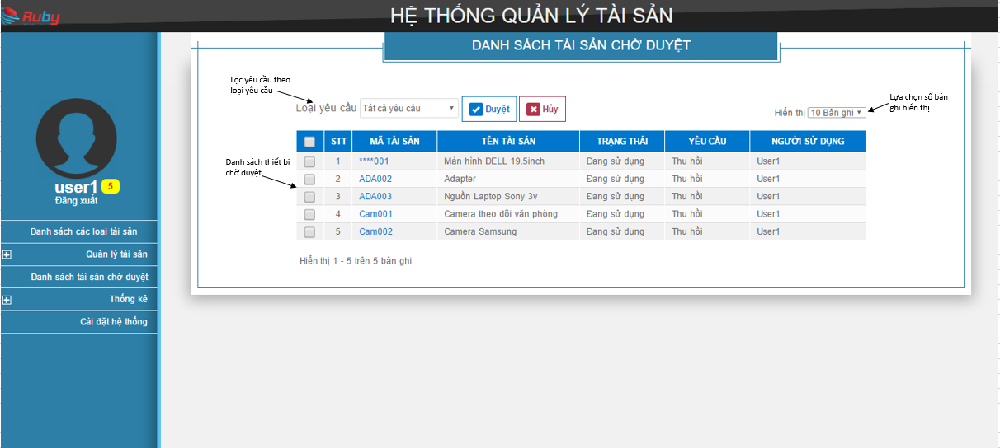 Ruby
HỆ THỐNG QUẢN LÝ TÀI SẢN
DANH SÁCH TÀI SẢN CHỜ DUYỆT
user1 5
Đăng xuất
Danh sách các loại tài sản
Quản lý tài sản
Danh sách tài sản chờ duyệt
Thống kê
Cài đặt hệ thống
Lọc yêu cầu theo
loại yêu cầu
Loại yêu cầu Tất cả yêu cầu Duyệt Hủy
Hiển thị 10 Bản ghi
Lựa chọn số bản
ghi hiển thị
Danh sách thiết bị
chờ duyệt
STT MÃ TÀI SẢN TÊN TÀI SẢN TRẠNG THÁI YÊU CẦU NGƯỜI SỬ DỤNG
1 ****001 Màn hình DELL 19.5inch Đang sử dụng Thu hồi User1
2 ADA002 Adapter Đang sử dụng Thu hồi User1
3 ADA003 Nguồn Laptop Sony 3v Đang sử dụng Thu hồi User1
4 Cam001 Camera theo dõi văn phòng Đang sử dụng Thu hồi User1
5 Cam002 Camera Samsung Đang sử dụng Thu hồi User1
Hiển thị 1 - 5 trên 5 bản ghi